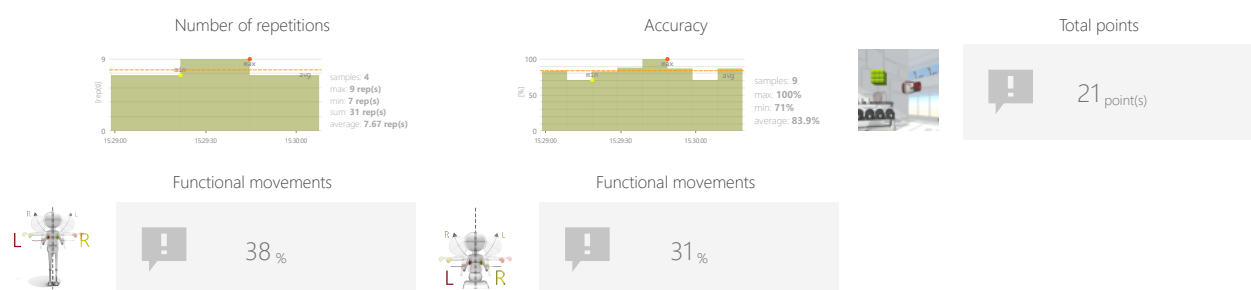 Number of repetitions
9
[rep(s)]
0
min
max
avg
15:29:00
15:29:30
15:30:00
samples: 4
max: 9 rep(s)
min: 7 rep(s)
sum: 31 rep(s)
average: 7.67 rep(s)
Accuracy
100
[%]
50
0
min
max
avg
15:29:00
15:29:30
15:30:00
samples: 9
max: 100%
min: 71%
average: 83.9%
Total points
21 point(s)
Functional movements
R L
L R
38 %
Functional movements
R L
L R
31 %